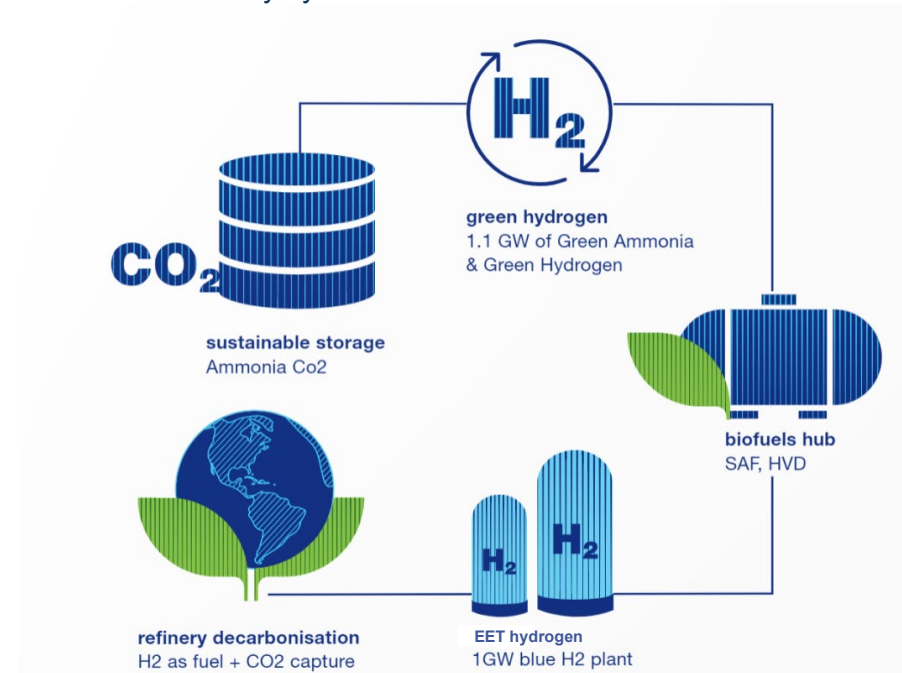 H2
CO2
green hydrogen
1.1 GW of Green Ammonia
& Green Hydrogen
sustainable storage
Ammonia Co2
biofuels hub
SAF, HVD
H2
H2
refinery decarbonisation
H2 as fuel + CO2 capture
EET hydrogen
1GW blue H2 plant